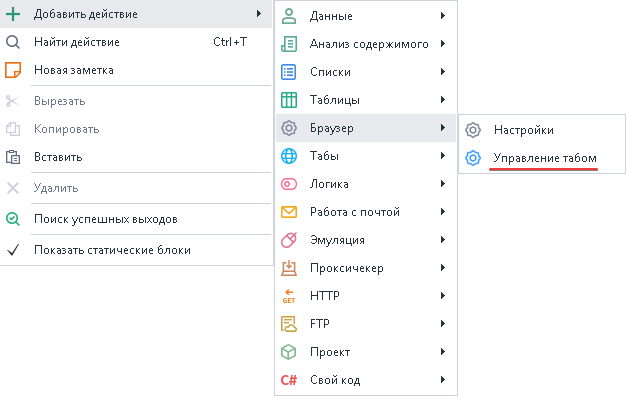 Добавить действие
Найти действие Ctrl+T
Новая заметка
Вырезать
Копировать
Вставить
Удалить
Поиск успешных выходов
Показать статические блоки
Данные
Анализ содержимого
Списки
Таблицы
Браузер
Табы
Логика
Работа с почтой
Эмуляция
Проксичекер
GET HTTP
FTP
Проект
C# Свой код
Настройки
Управление табом